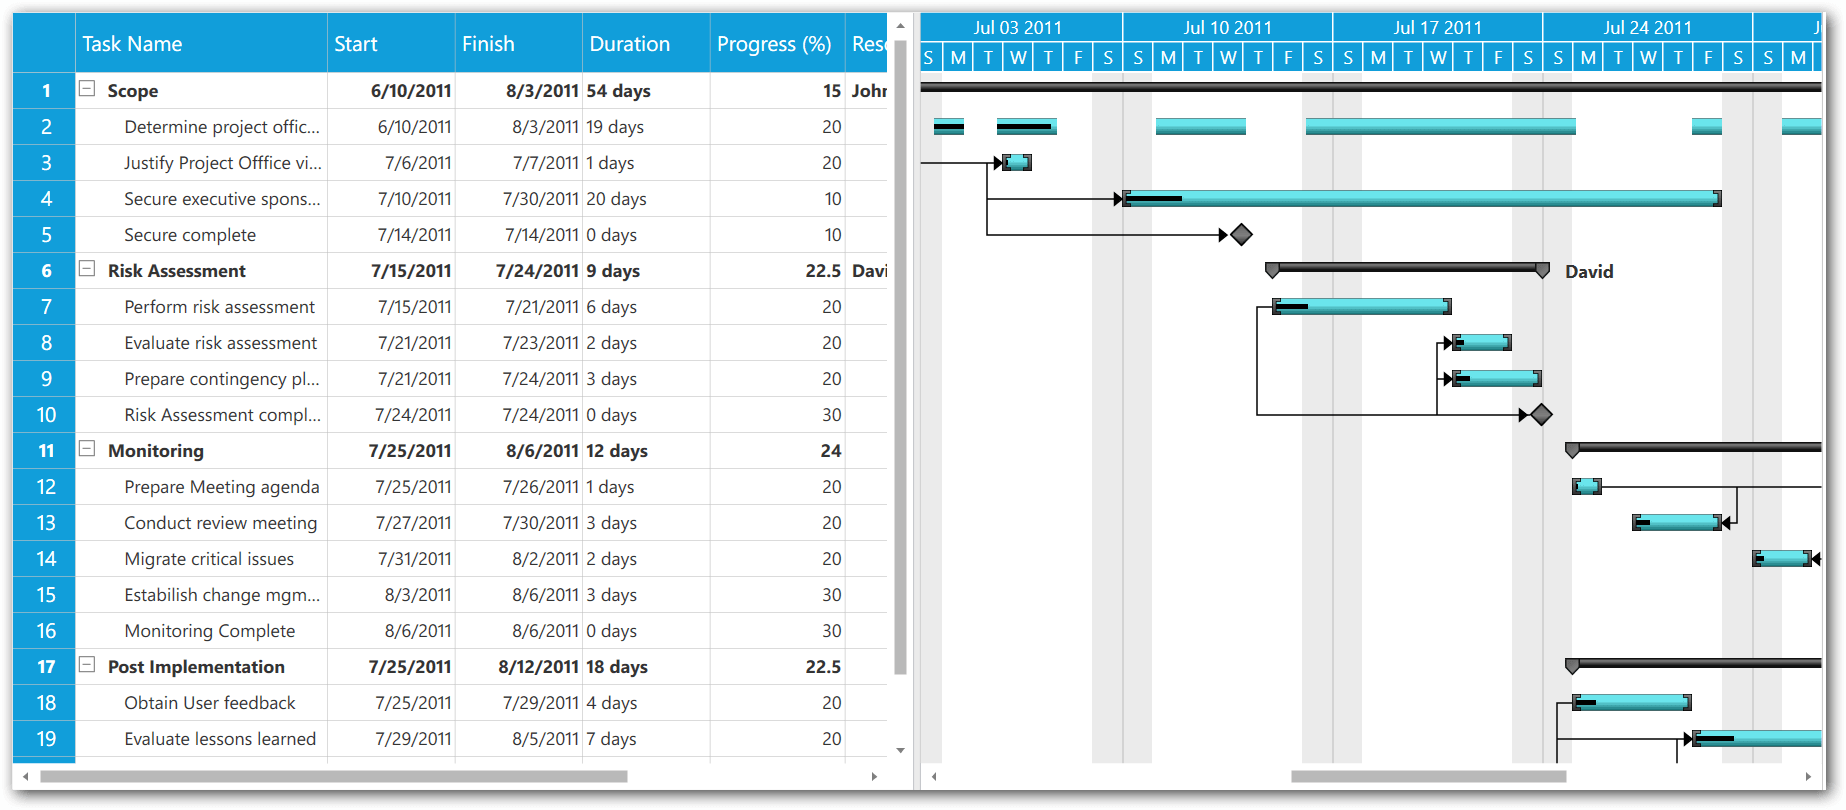 Task Name Start Finish Duration Progress (%) Reso
Jul 03 2011 Jul 10 2011 Jul 17 2011 Jul 24 2011
S M T W T F S S M T W T F S S M T W T F S S M T W T F S S M T
1 Scope 6/10/2011 8/3/2011 54 days 15 John
2 Determine project offic... 6/10/2011 8/3/2011 19 days 20
3 Justify Project Offfice vi... 7/6/2011 7/7/2011 1 days 20
4 Secure executive spons... 7/10/2011 7/30/2011 20 days 10
5 Secure complete 7/14/2011 7/14/2011 0 days 10
6 Risk Assessment 7/15/2011 7/24/2011 9 days 22.5 Davi David
7 Perform risk assessment 7/15/2011 7/21/2011 6 days 20
8 Evaluate risk assessment 7/21/2011 7/23/2011 2 days 20
9 Prepare contingency pl... 7/21/2011 7/24/2011 3 days 20
10 Risk Assessment compl... 7/24/2011 7/24/2011 0 days 30
11 Monitoring 7/25/2011 8/6/2011 12 days 24
12 Prepare Meeting agenda 7/25/2011 7/26/2011 1 days 20
13 Conduct review meeting 7/27/2011 7/30/2011 3 days 20
14 Migrate critical issues 7/31/2011 8/2/2011 2 days 20
15 Estabilish change mgm... 8/3/2011 8/6/2011 3 days 30
16 Monitoring Complete 8/6/2011 8/6/2011 0 days 30
17 Post Implementation 7/25/2011 8/12/2011 18 days 22.5
18 Obtain User feedback 7/25/2011 7/29/2011 4 days 20
19 Evaluate lessons learned 7/29/2011 8/5/2011 7 days 20